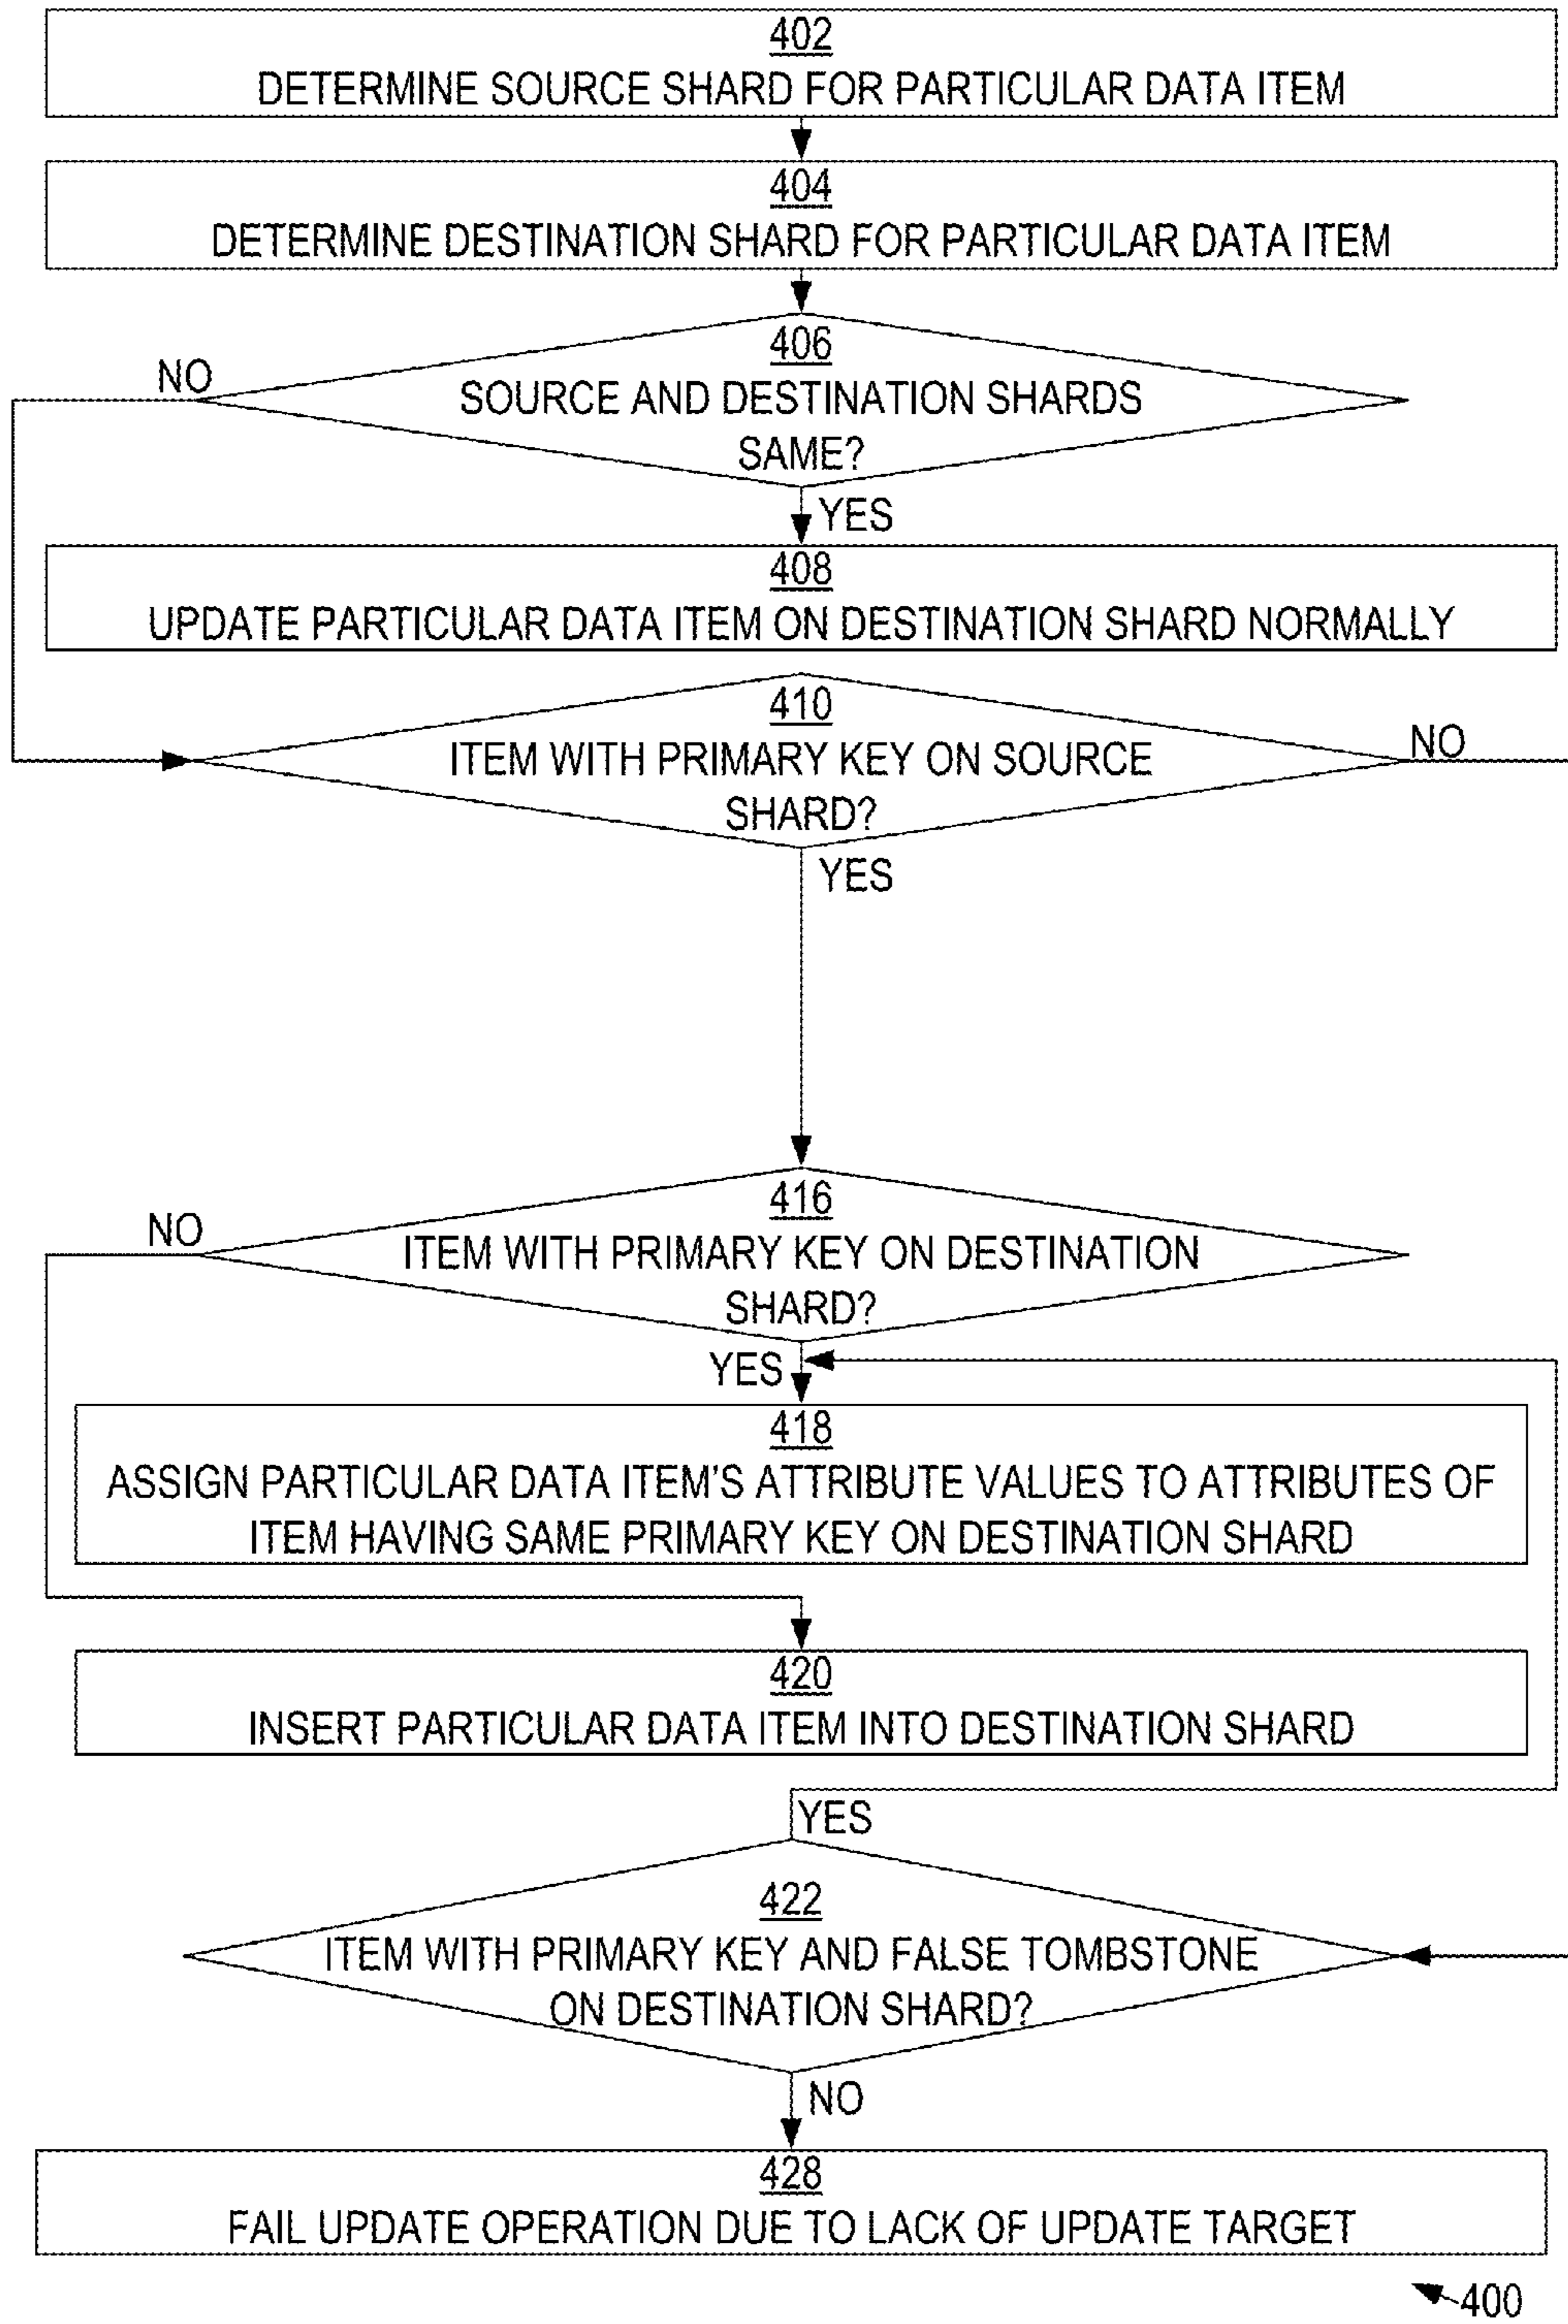 402
DETERMINE SOURCE SHARD FOR PARTICULAR DATA ITEM
404
DETERMINE DESTINATION SHARD FOR PARTICULAR DATA ITEM
406
NO
SOURCE AND DESTINATION SHARDS
SAME?
YES
408
UPDATE PARTICULAR DATA ITEM ON DESTINATION SHARD NORMALLY
410
ITEM WITH PRIMARY KEY ON SOURCE
NO
SHARD?
YES
416
NO
ITEM WITH PRIMARY KEY ON DESTINATION
SHARD?
YES
418
ASSIGN PARTICULAR DATA ITEM'S ATTRIBUTE VALUES TO ATTRIBUTES OF
ITEM HAVING SAME PRIMARY KEY ON DESTINATION SHARD
420
INSERT PARTICULAR DATA ITEM INTO DESTINATION SHARD
YES
422
ITEM WITH PRIMARY KEY AND FALSE TOMBSTONE
ON DESTINATION SHARD?
NO
428
FAIL UPDATE OPERATION DUE TO LACK OF UPDATE TARGET
400